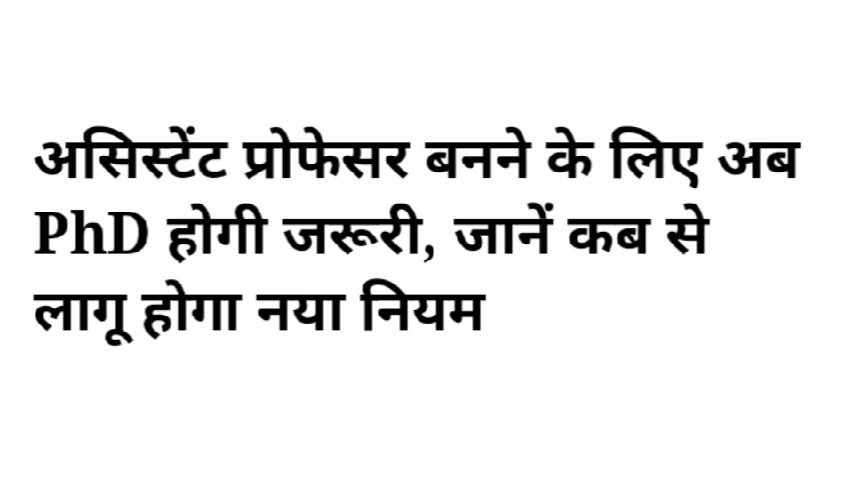 असिस्टेंट प्रोफेसर बनने के लिए अब
PhD होगी जरूरी, जानें कब से
लागू होगा नया नियम